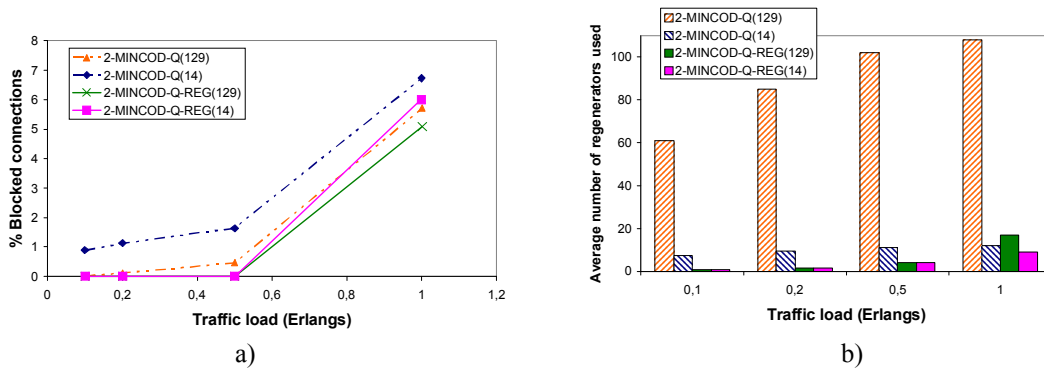 8
7
6
5
4
3
2
1
0
% Blocked connections
2-MINCOD-Q(129)
2-MINCOD-Q(14)
2-MINCOD-Q-REG(129)
2-MINCOD-Q-REG(14)
0 0,2 0,4 0,6 0,8 1 1,2
Traffic load (Erlangs)
a)
100
80
60
40
20
0
Average number of regenerators used
2-MINCOD-Q(129)
2-MINCOD-Q(14)
2-MINCOD-Q-REG(129)
2-MINCOD-Q-REG(14)
0,1 0,2 0,5 1
Traffic load (Erlangs)
b)